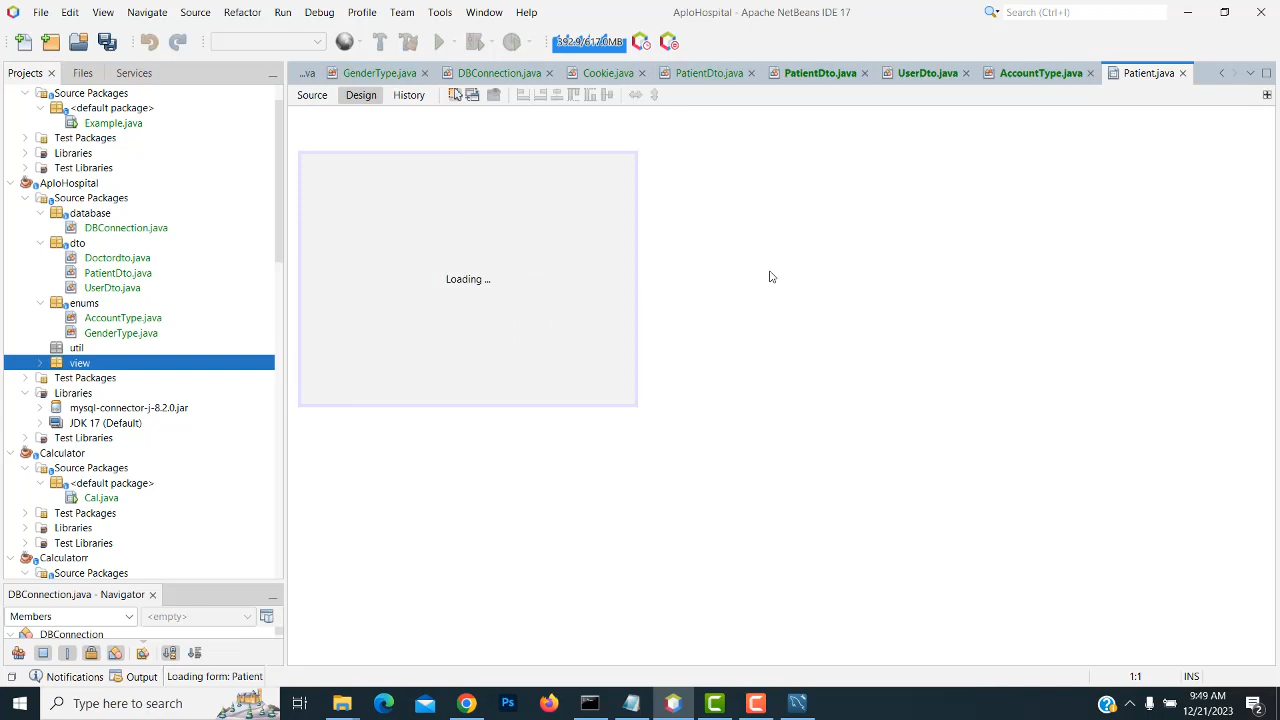 File Edit View Navigate Source Refactor Run Debug Profile Team Tools Window Help
AploHospital - Apache NetBeans IDE 17
Search (Ctrl+I)
Projects Files Services
...va GenderType.java DBConnection.java Cookie.java PatientDto.java PatientDto.java UserDto.java AccountType.java Patient.java
Source Design History
Source Packages
<default package>
Example.java
Test Packages
Libraries
Test Libraries
AploHospital
Source Packages
database
DBConnection.java
dto
Doctordto.java
PatientDto.java
UserDto.java
enums
AccountType.java
GenderType.java
util
view
Test Packages
Libraries
mysql-connector-j-8.2.0.jar
JDK 17 (Default)
Test Libraries
Calculator
Source Packages
<default package>
Cal.java
Test Packages
Libraries
Test Libraries
Calculatorr
Source Packages
Loading ...
DBConnection.java - Navigator
Members <empty>
DBConnection
Notifications Output Loading form: Patient
1:1 INS
Type here to search
Ps
9:49 AM
12/21/2023
2